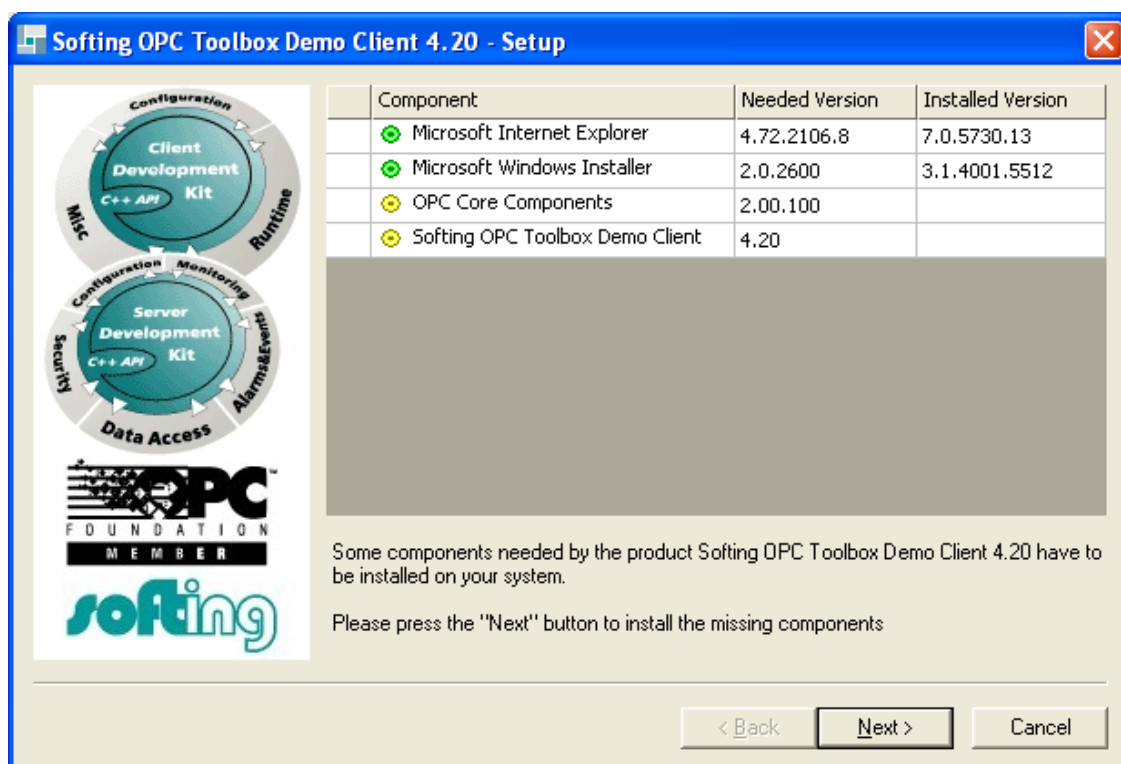 Softing OPC Toolbox Demo Client 4.20 - Setup
Configuration
Client
Development
Kit
C++ API
Misc
Runtime
Configuration
Monitoring
Server
Development
Kit
C++ API
Security
Alarms&Events
Data Access
OPC™
FOUNDATION
MEMBER
softing
Component Needed Version Installed Version
Microsoft Internet Explorer 4.72.2106.8 7.0.5730.13
Microsoft Windows Installer 2.0.2600 3.1.4001.5512
OPC Core Components 2.00.100
Softing OPC Toolbox Demo Client 4.20
Some components needed by the product Softing OPC Toolbox Demo Client 4.20 have to
be installed on your system.
Please press the "Next" button to install the missing components
< Back Next > Cancel